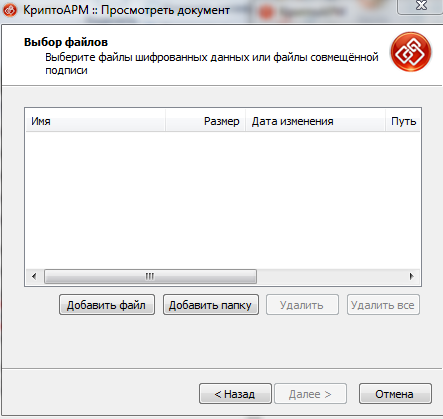 КриптоАРМ :: Просмотреть документ
Выбор файлов
Выберите файлы шифрованных данных или файлы совмещённой
подписи
Имя Размер Дата изменения Путь
Добавить файл Добавить папку Удалить Удалить все
< Назад Далее > Отмена